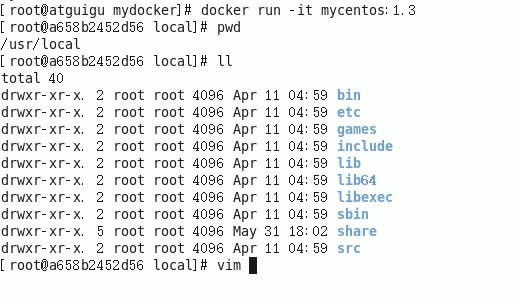 [root@atguigu mydocker]# docker run -it mycentos:1.3
[root@a658b2452d56 local]# pwd
/usr/local
[root@a658b2452d56 local]# ll
total 40
drwxr-xr-x. 2 root root 4096 Apr 11 04:59 bin
drwxr-xr-x. 2 root root 4096 Apr 11 04:59 etc
drwxr-xr-x. 2 root root 4096 Apr 11 04:59 games
drwxr-xr-x. 2 root root 4096 Apr 11 04:59 include
drwxr-xr-x. 2 root root 4096 Apr 11 04:59 lib
drwxr-xr-x. 2 root root 4096 Apr 11 04:59 lib64
drwxr-xr-x. 2 root root 4096 Apr 11 04:59 libexec
drwxr-xr-x. 2 root root 4096 Apr 11 04:59 sbin
drwxr-xr-x. 5 root root 4096 May 31 18:02 share
drwxr-xr-x. 2 root root 4096 Apr 11 04:59 src
[root@a658b2452d56 local]# vim